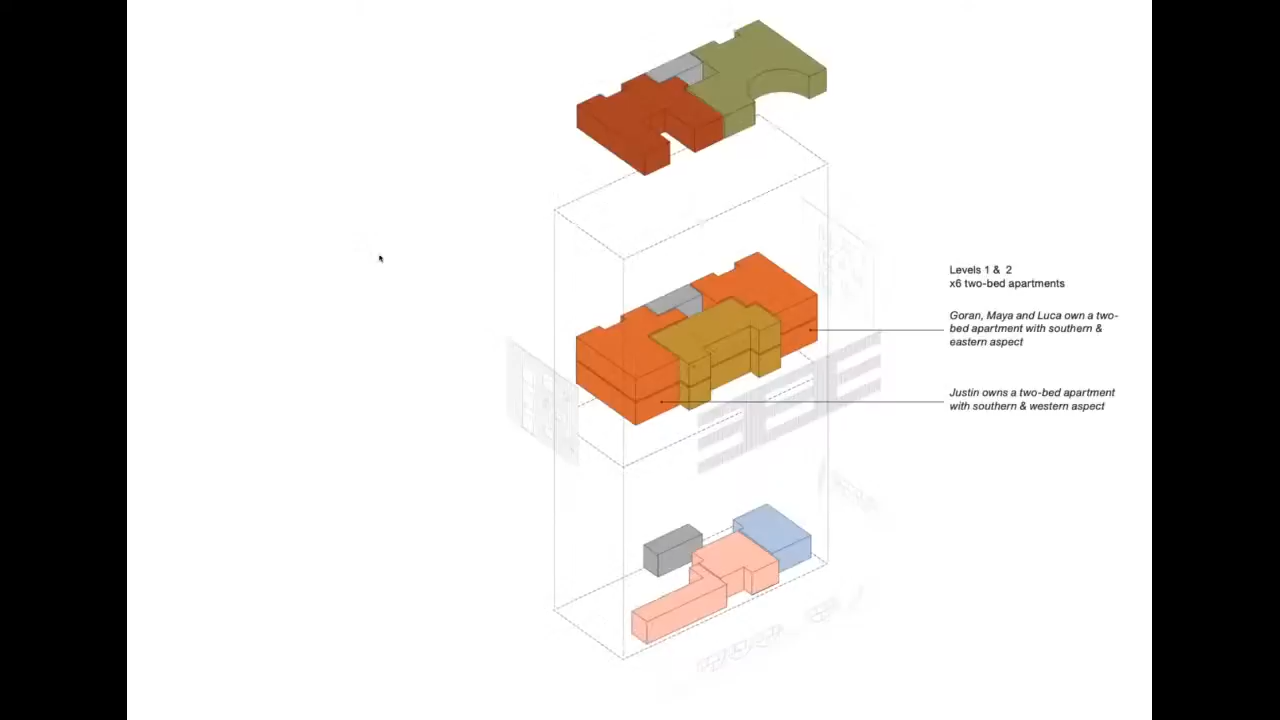 Levels 1 & 2
x6 two-bed apartments
Goran, Maya and Luca own a two-
bed apartment with southern &
eastern aspect
Justin owns a two-bed apartment
with southern & western aspect